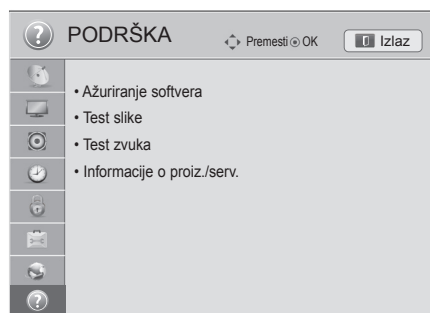 PODRŠKA
Premesti OK
Izlaz
• Ažuriranje softvera
• Test slike
• Test zvuka
• Informacije o proiz./serv.